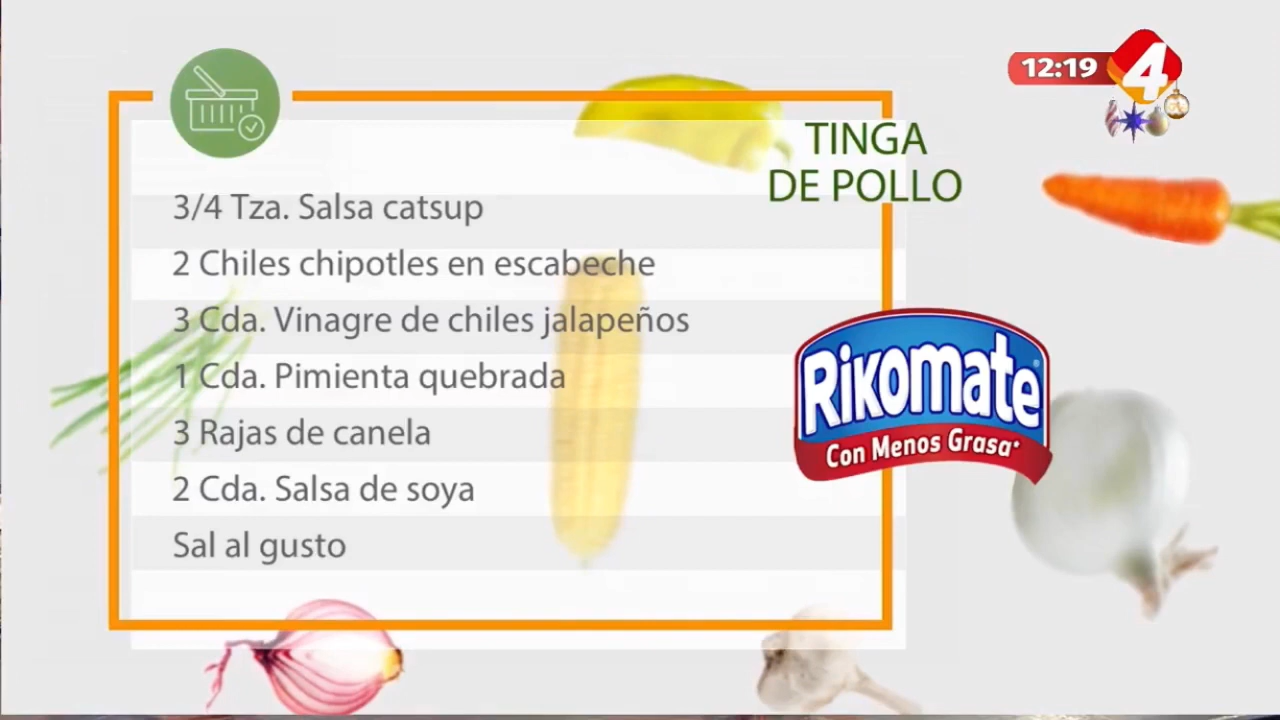 12:19
4
TINGA
DE POLLO
3/4 Tza. Salsa catsup
2 Chiles chipotles en escabeche
3 Cda. Vinagre de chiles jalapeños
1 Cda. Pimienta quebrada
3 Rajas de canela
2 Cda. Salsa de soya
Sal al gusto
Rikomate
Con Menos Grasa*